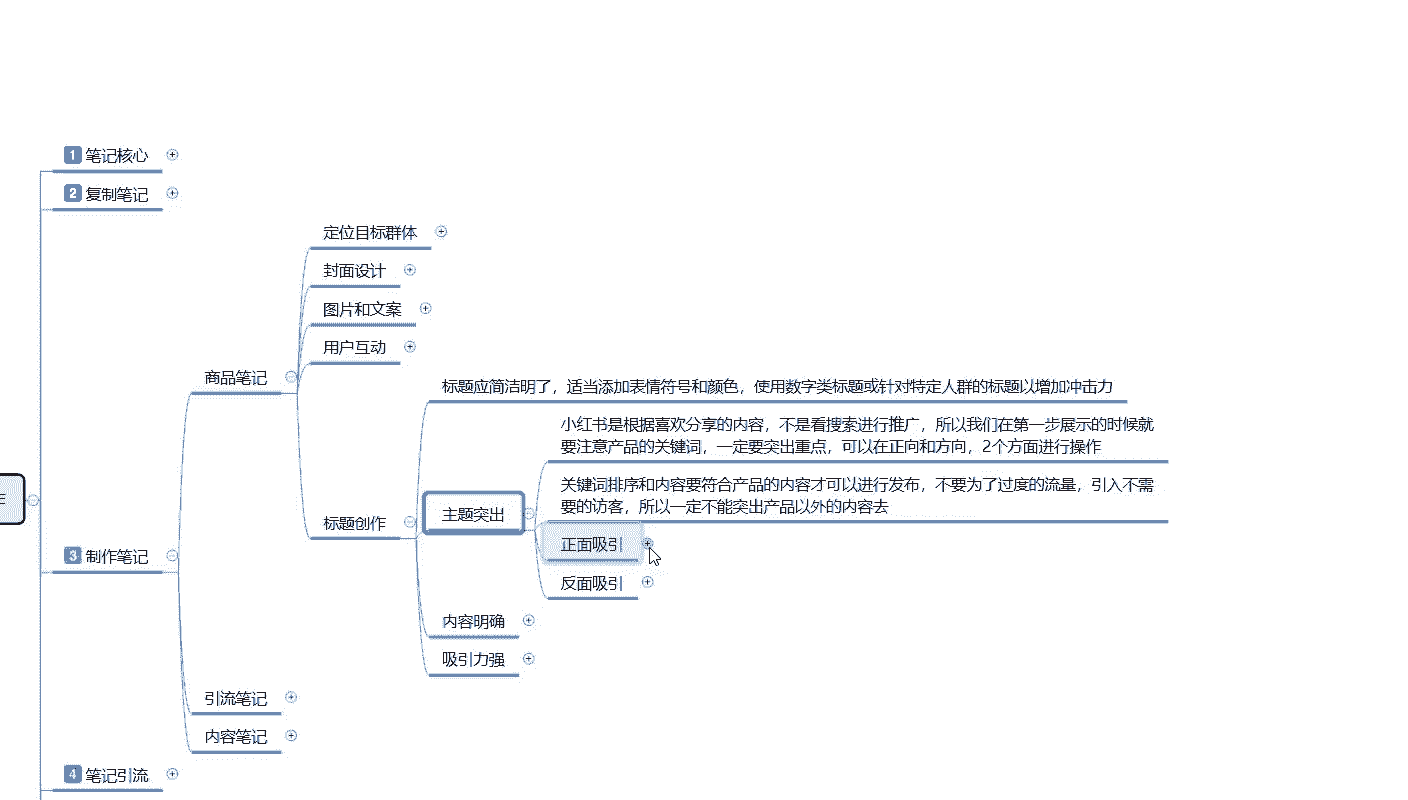 1 笔记核心
2 复制笔记
定位目标群体
封面设计
图片和文案
用户互动
商品笔记
标题应简洁明了，适当添加表情符号和颜色，使用数字类标题或针对特定人群的标题以增加冲击力
小红书是根据喜欢分享的内容，不是看搜索进行推广，所以我们在第一步展示的时候就
要注意产品的关键词，一定要突出重点，可以在正向和方向，2个方面进行操作
关键词排序和内容要符合产品的内容才可以进行发布，不要为了过度的流量，引入不需
要的访客，所以一定不能突出产品以外的内容去
主题突出
标题创作
正面吸引
3 制作笔记
反面吸引
内容明确
吸引力强
引流笔记
内容笔记
4 笔记引流